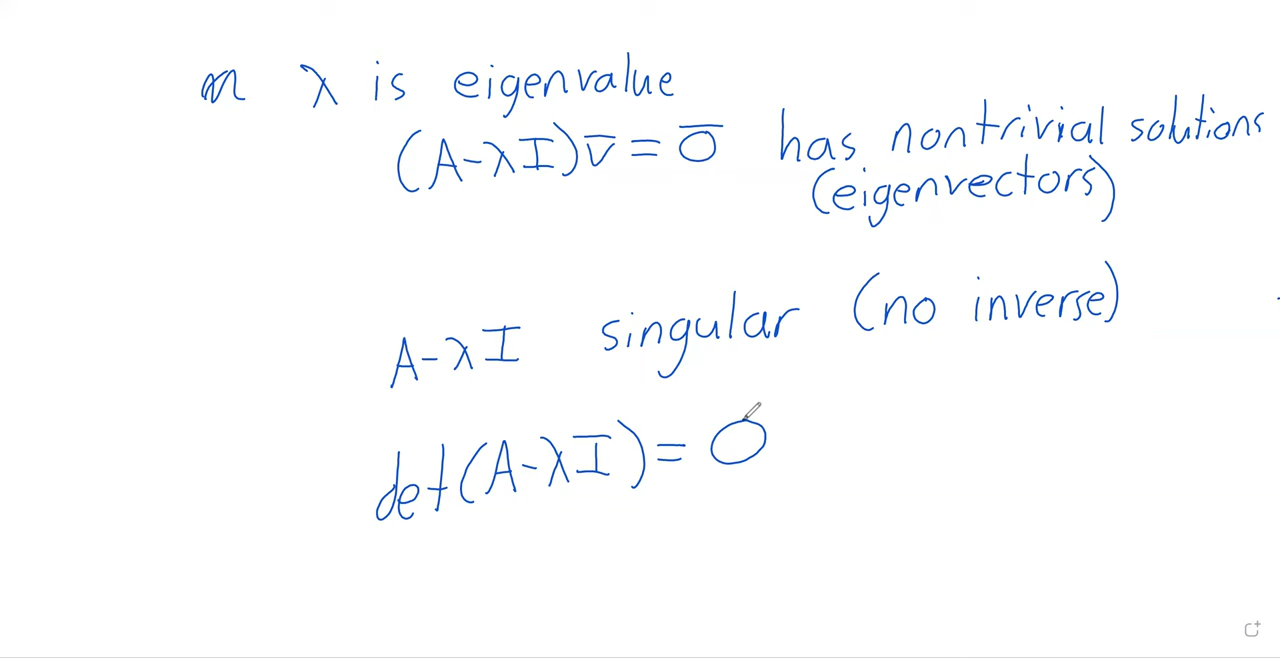 λ is eigenvalue
(A-λI)v̅ = 0̅ has nontrivial solutions
(eigenvectors)
A-λI singular (no inverse)
det(A-λI) = 0